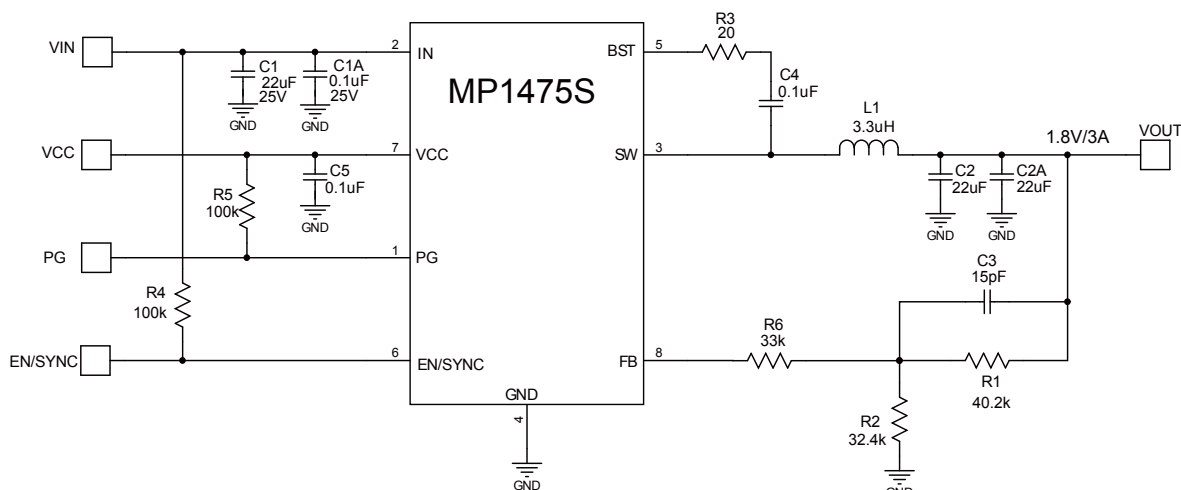 VIN
2
IN
C1
22uF
25V
GND
C1A
0.1uF
25V
GND
MP1475S
BST
5
R3
20
C4
0.1uF
VCC
7
VCC
C5
0.1uF
GND
R5
100k
SW
3
L1
3.3uH
1.8V/3A
VOUT
C2
22uF
GND
C2A
22uF
GND
PG
1
PG
R4
100k
C3
15pF
EN/SYNC
6
EN/SYNC
FB
8
R6
33k
R1
40.2k
R2
32.4k
GND
GND
4
GND